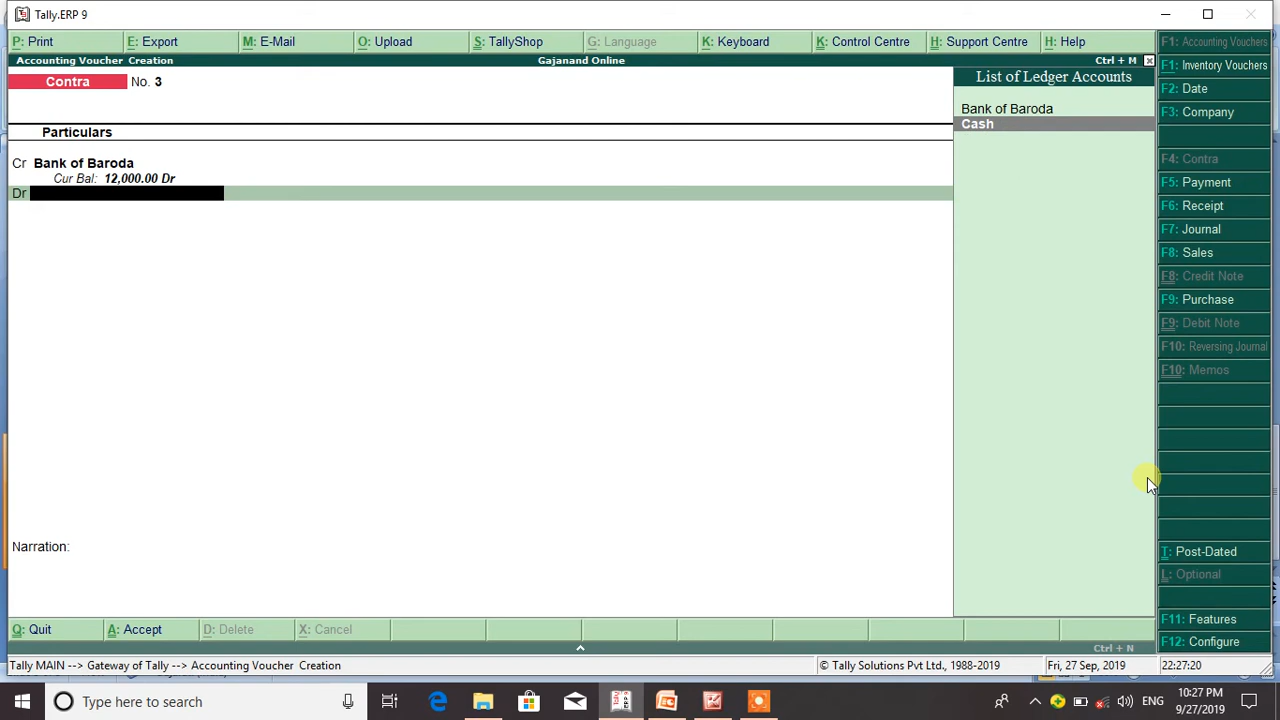 Tally.ERP 9
P: Print E: Export M: E-Mail O: Upload S: TallyShop G: Language K: Keyboard K: Control Centre H: Support Centre H: Help
Accounting Voucher Creation Gajanand Online Ctrl + M
Contra No. 3
Particulars
Cr Bank of Baroda
Cur Bal: 12,000.00 Dr
Dr
Narration:
List of Ledger Accounts
Bank of Baroda
Cash
F1: Accounting Vouchers
F1: Inventory Vouchers
F2: Date
F3: Company
F4: Contra
F5: Payment
F6: Receipt
F7: Journal
F8: Sales
F8: Credit Note
F9: Purchase
F9: Debit Note
F10: Reversing Journal
F10: Memos
T: Post-Dated
L: Optional
F11: Features
F12: Configure
Q: Quit A: Accept D: Delete X: Cancel
Ctrl + N
Tally MAIN --> Gateway of Tally --> Accounting Voucher Creation © Tally Solutions Pvt Ltd., 1988-2019 Fri, 27 Sep, 2019 22:27:20
Type here to search
ENG
10:27 PM
9/27/2019